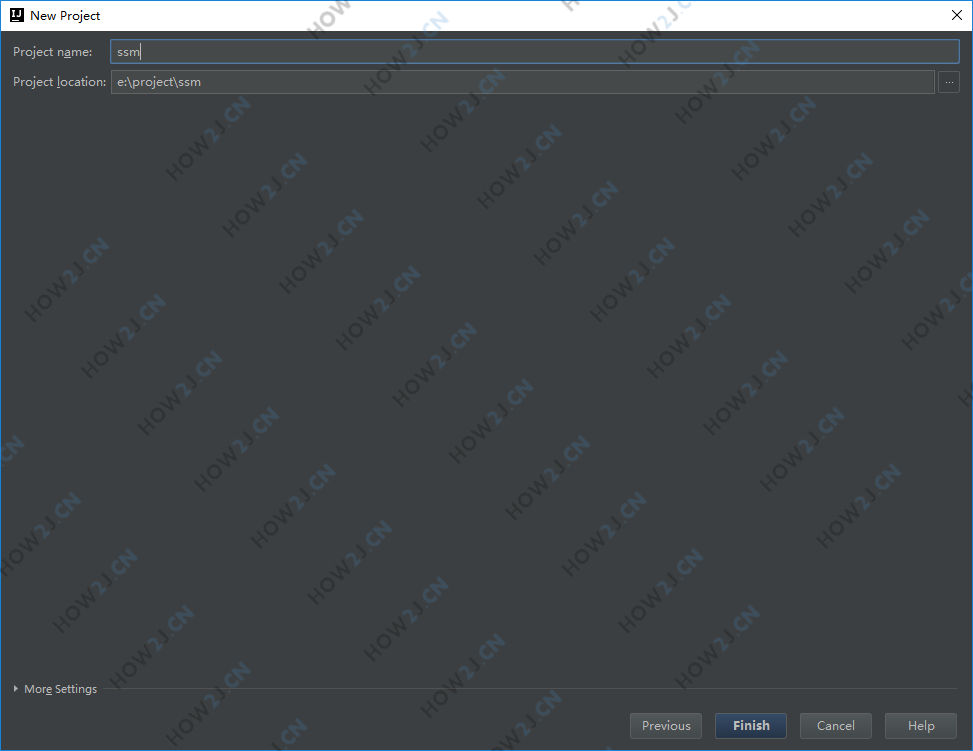 New Project
Project name: ssm
Project location: e:\project\ssm ...
More Settings
Previous Finish Cancel Help
HOW2J.CN